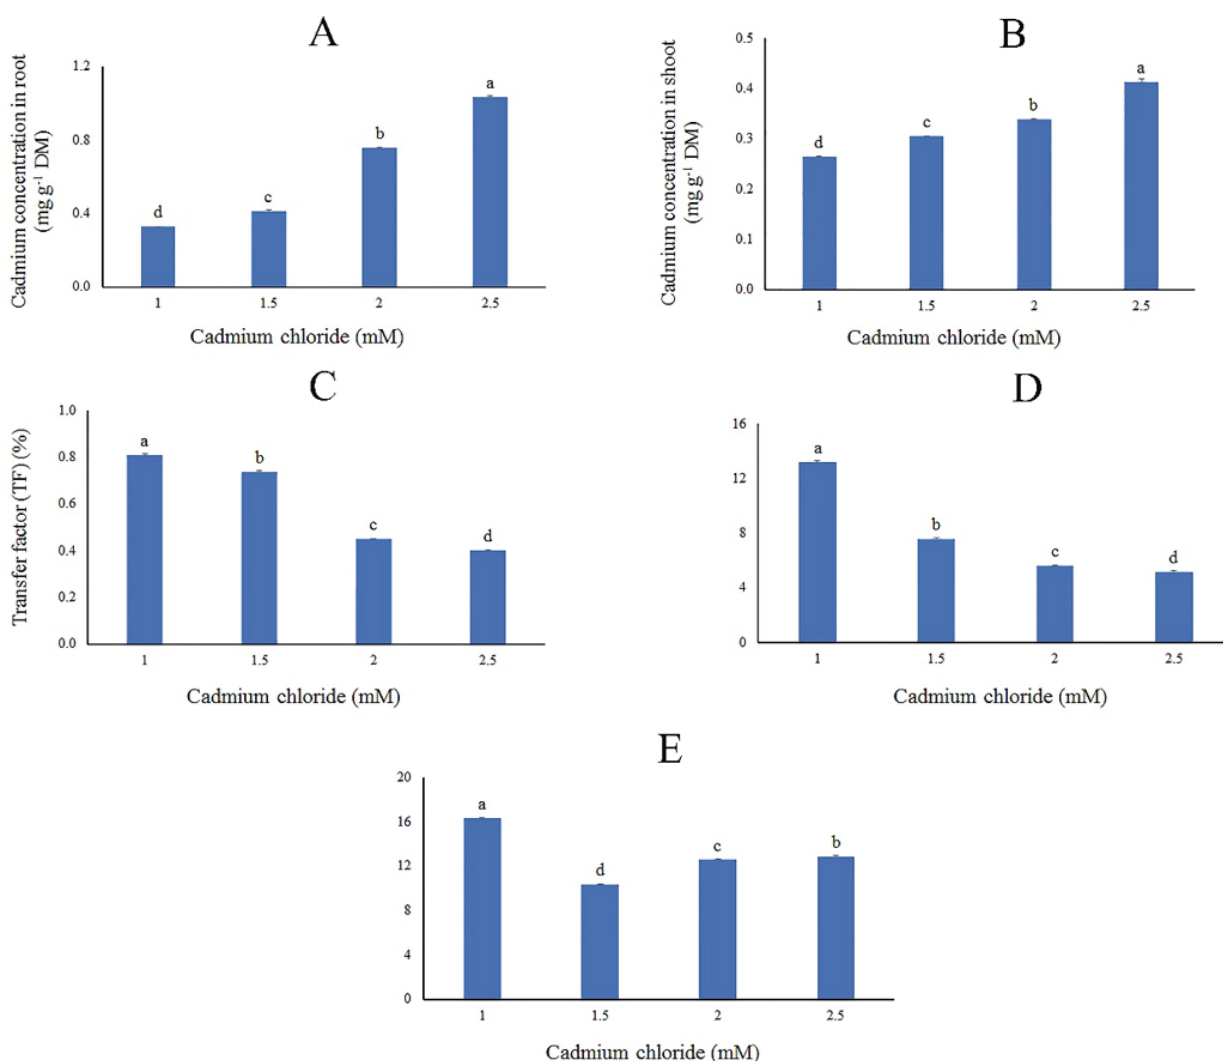 A
Cadmium concentration in root
(mg g-1 DM)
1.2
0.8
0.4
0.0
d
c
b
a
1 1.5 2 2.5
Cadmium chloride (mM)
B
Cadmium concentration in shoot
(mg g-1 DM)
0.5
0.4
0.3
0.2
0.1
0.0
d
c
b
a
1 1.5 2 2.5
Cadmium chloride (mM)
C
Transfer factor (TF) (%)
1.0
0.8
0.6
0.4
0.2
0.0
a
b
c
d
1 1.5 2 2.5
Cadmium chloride (mM)
D
16
12
8
4
0
a
b
c
d
1 1.5 2 2.5
Cadmium chloride (mM)
E
20
16
12
8
4
0
a
d
c
b
1 1.5 2 2.5
Cadmium chloride (mM)